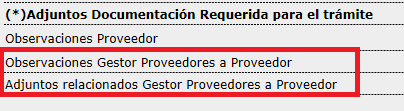 (*)Adjuntos Documentación Requerida para el trámite
Observaciones Proveedor
Observaciones Gestor Proveedores a Proveedor
Adjuntos relacionados Gestor Proveedores a Proveedor